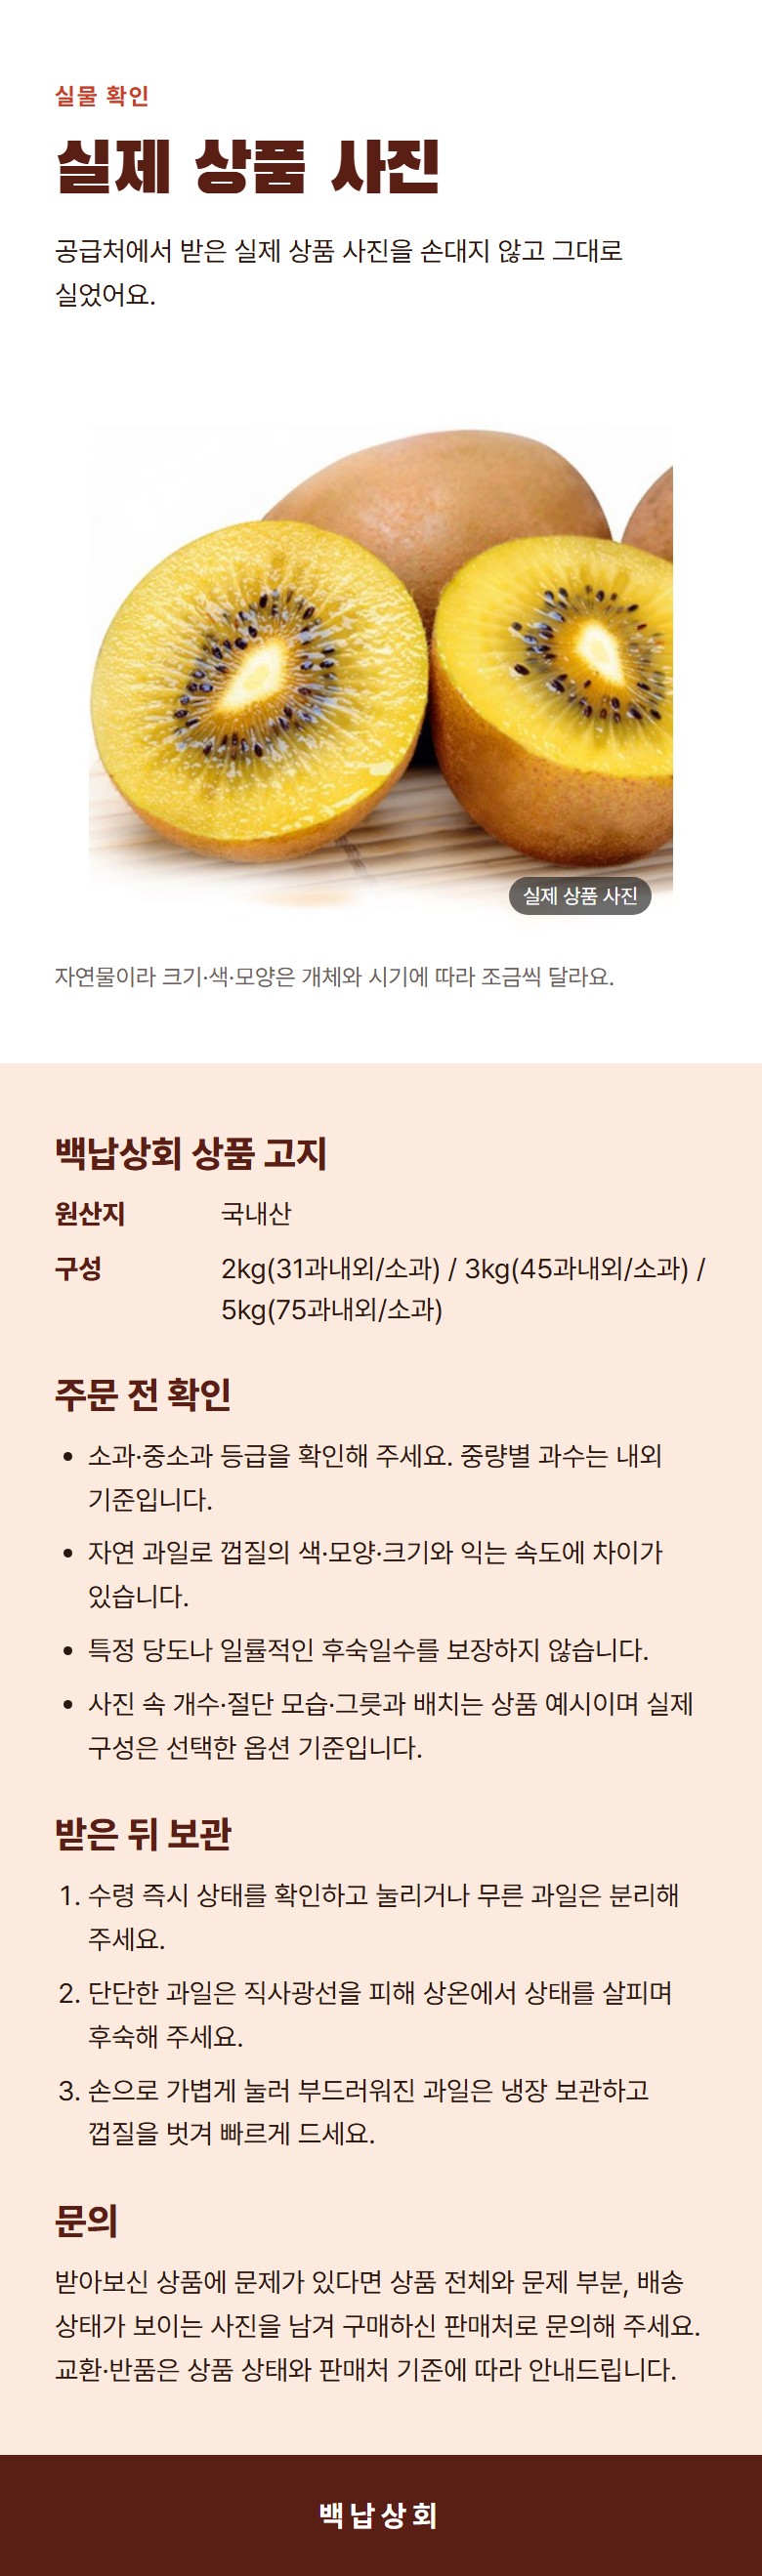 실물 확인
실제 상품 사진
공급처에서 받은 실제 상품 사진을 손대지 않고 그대로
실었어요.
실제 상품 사진
자연물이라 크기·색·모양은 개체와 시기에 따라 조금씩 달라요.
백납상회 상품 고지
원산지 국내산
구성 2kg(31과내외/소과) / 3kg(45과내외/소과) /
5kg(75과내외/소과)
주문 전 확인
• 소과·중소과 등급을 확인해 주세요. 중량별 과수는 내외
기준입니다.
• 자연 과일로 껍질의 색·모양·크기와 익는 속도에 차이가
있습니다.
• 특정 당도나 일률적인 후숙일수를 보장하지 않습니다.
• 사진 속 개수·절단 모습·그릇과 배치는 상품 예시이며 실제
구성은 선택한 옵션 기준입니다.
받은 뒤 보관
1. 수령 즉시 상태를 확인하고 눌리거나 무른 과일은 분리해
주세요.
2. 단단한 과일은 직사광선을 피해 상온에서 상태를 살피며
후숙해 주세요.
3. 손으로 가볍게 눌러 부드러워진 과일은 냉장 보관하고
껍질을 벗겨 빠르게 드세요.
문의
받아보신 상품에 문제가 있다면 상품 전체와 문제 부분, 배송
상태가 보이는 사진을 남겨 구매하신 판매처로 문의해 주세요.
교환·반품은 상품 상태와 판매처 기준에 따라 안내드립니다.
백납상회